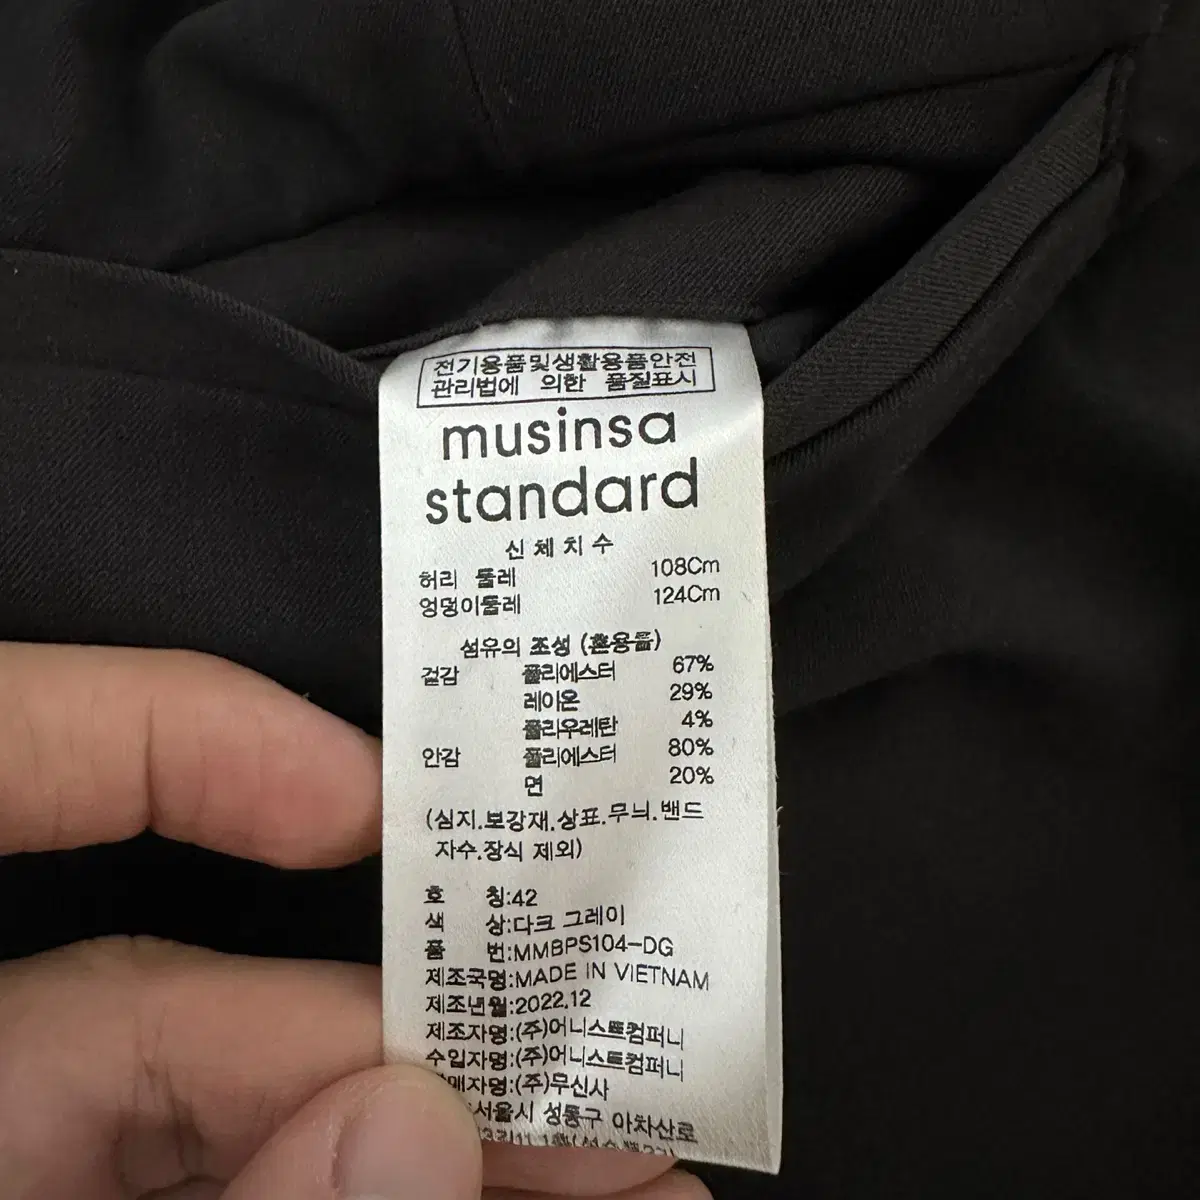 전기용품및생활용품안전
관리법에 의한 품질표시
musinsa
standard
신체치수
허리 둘레 108Cm
엉덩이둘레 124Cm
섬유의 조성 (혼용률)
겉감 폴리에스터 67%
레이온 29%
폴리우레탄 4%
안감 폴리에스터 80%
면 20%
(심지.보강재.상표.무늬.밴드
자수.장식 제외)
호 칭:42
색 상:다크 그레이
품 번:MMBPS104-DG
제조국명:MADE IN VIETNAM
제조년월:2022.12
제조자명:(주)어니스트컴퍼니
수입자명:(주)어니스트컴퍼니
판매자명:(주)무신사
서울시 성동구 아차산로